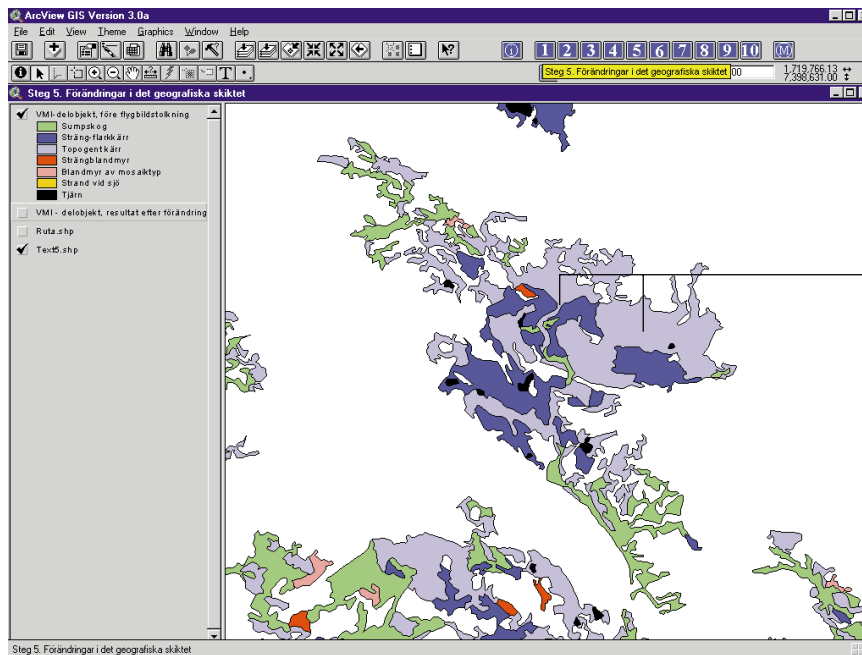 ArcView GIS Version 3.0a
File Edit View Theme Graphics Window Help
1 2 3 4 5 6 7 8 9 10 M
T
Steg 5. Förändringar i det geografiska skiktet 00
1,719,766.13
7,398,631.00
Steg 5. Förändringar i det geografiska skiktet
VMI-delobjekt, före flygbildstolkning
Sumpskog
Sträng-flarkkärr
Topogentkärr
Strängblandmyr
Blandmyr av mosaiktyp
Strand vid sjö
Tjärn
VMI - delobjekt, resultat efter förändring
Ruta.shp
Text5.shp
Steg 5. Förändringar i det geografiska skiktet